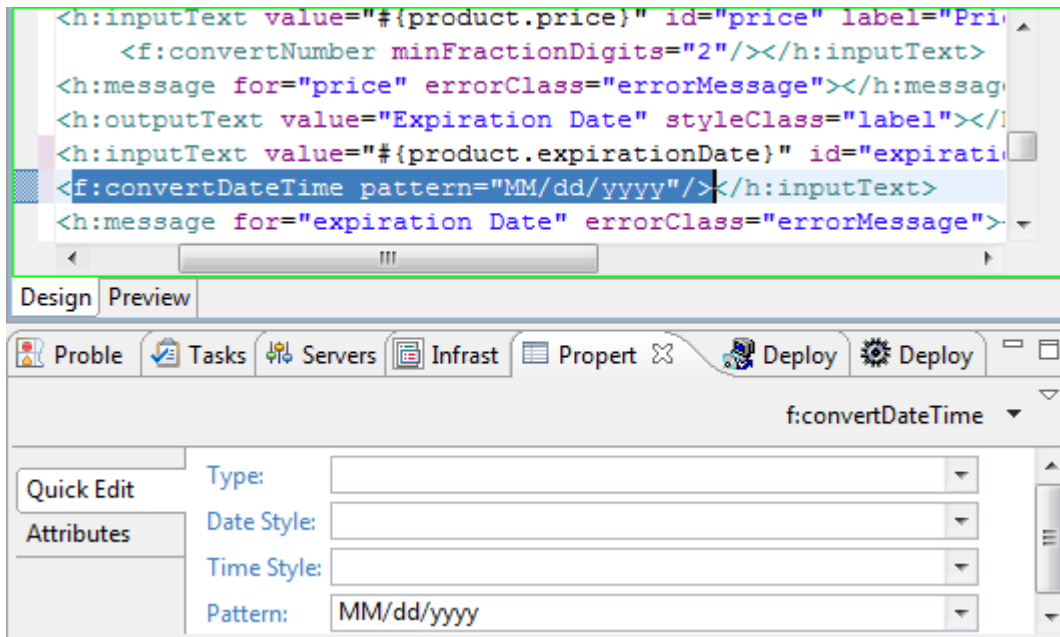 <h:inputText value="#{product.price}" id="price" label="Pri
<f:convertNumber minFractionDigits="2"/></h:inputText>
<h:message for="price" errorClass="errorMessage"></h:messag
<h:outputText value="Expiration Date" styleClass="label"></
<h:inputText value="#{product.expirationDate}" id="expirati
<f:convertDateTime pattern="MM/dd/yyyy"/></h:inputText>
<h:message for="expiration Date" errorClass="errorMessage">
Design Preview
Proble Tasks Servers Infrast Propert Deploy Deploy
f:convertDateTime
Quick Edit
Attributes
Type:
Date Style:
Time Style:
Pattern: MM/dd/yyyy